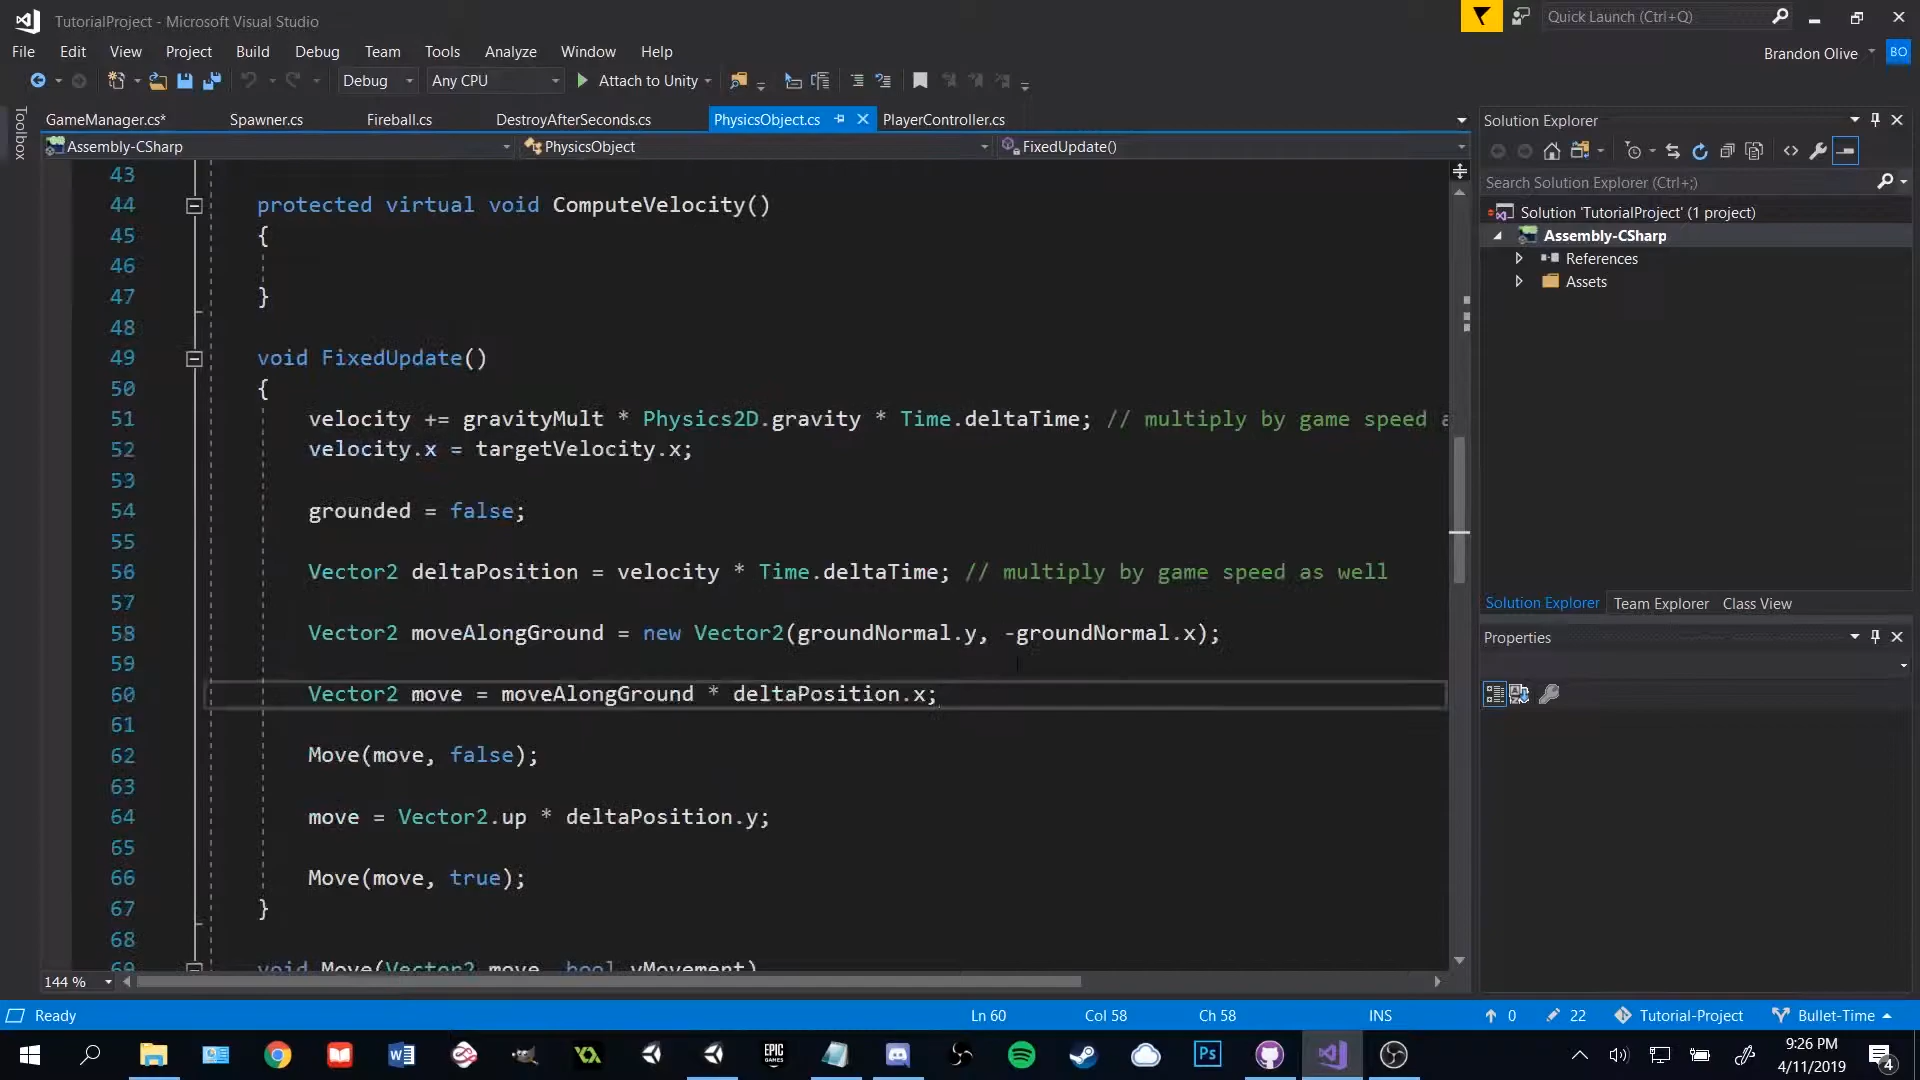 TutorialProject - Microsoft Visual Studio
Quick Launch (Ctrl+Q)
File Edit View Project Build Debug Team Tools Analyze Window Help
Brandon Olive BO
Debug Any CPU Attach to Unity
Toolbox
GameManager.cs* Spawner.cs Fireball.cs DestroyAfterSeconds.cs PhysicsObject.cs PlayerController.cs
Assembly-CSharp PhysicsObject FixedUpdate()
43
44 protected virtual void ComputeVelocity()
45 {
46
47 }
48
49 void FixedUpdate()
50 {
51 velocity += gravityMult * Physics2D.gravity * Time.deltaTime; // multiply by game speed a
52 velocity.x = targetVelocity.x;
53
54 grounded = false;
55
56 Vector2 deltaPosition = velocity * Time.deltaTime; // multiply by game speed as well
57
58 Vector2 moveAlongGround = new Vector2(groundNormal.y, -groundNormal.x);
59
60 Vector2 move = moveAlongGround * deltaPosition.x;
61
62 Move(move, false);
63
64 move = Vector2.up * deltaPosition.y;
65
66 Move(move, true);
67 }
68
69 void Move(Vector2 move, bool yMovement)
144 %
Solution Explorer
Search Solution Explorer (Ctrl+;)
Solution 'TutorialProject' (1 project)
Assembly-CSharp
References
Assets
Solution Explorer Team Explorer Class View
Properties
Ready Ln 60 Col 58 Ch 58 INS 0 22 Tutorial-Project Bullet-Time
EPIC GAMES
Ps
9:26 PM
4/11/2019
4